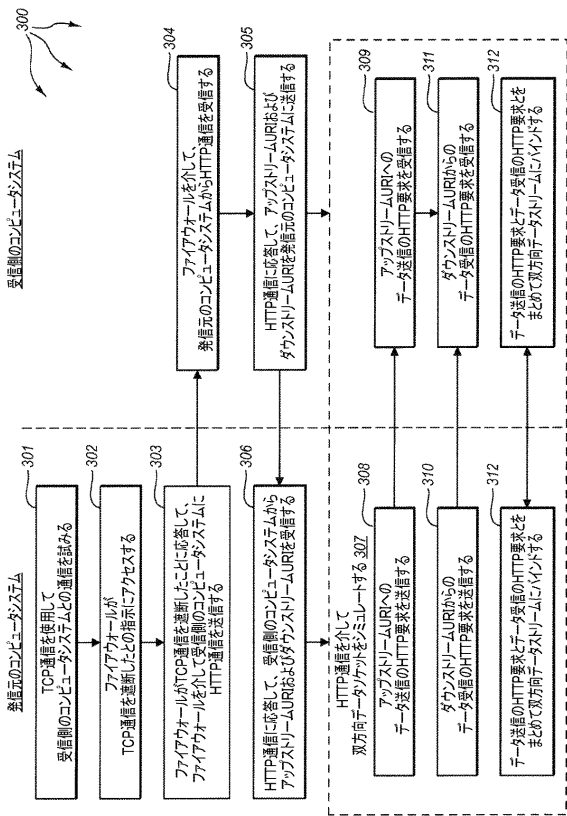 300
発信元のコンピュータシステム
受信側のコンピュータシステム
301
TCP通信を使用して
受信側のコンピュータシステムとの通信を試みる
302
ファイアウォールが
TCP通信を遮断したとの指示にアクセスする
303
ファイアウォールがTCP通信を遮断したことに応答して、
ファイアウォールを介して受信側のコンピュータシステムに
HTTP通信を送信する
304
ファイアウォールを介して、
発信元のコンピュータシステムからHTTP通信を受信する
305
HTTP通信に応答して、アップストリームURIおよび
ダウンストリームURIを発信元のコンピュータシステムに送信する
306
HTTP通信に応答して、受信側のコンピュータシステムから
アップストリームURIおよびダウンストリームURIを受信する
HTTP通信を介して
双方向データソケットをシミュレートする 307
308
アップストリームURIへの
データ送信のHTTP要求を送信する
309
アップストリームURIへの
データ送信のHTTP要求を受信する
310
ダウンストリームURIからの
データ受信のHTTP要求を送信する
311
ダウンストリームURIからの
データ受信のHTTP要求を受信する
312
データ送信のHTTP要求とデータ受信のHTTP要求とを
まとめて双方向データストリームにバインドする
312
データ送信のHTTP要求とデータ受信のHTTP要求とを
まとめて双方向データストリームにバインドする